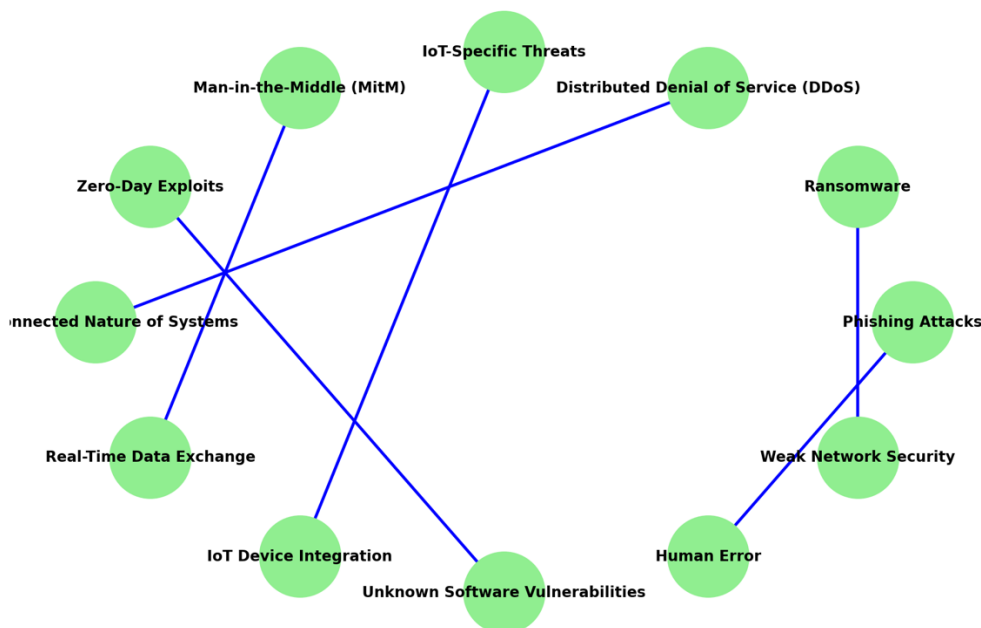 IoT-Specific Threats
Man-in-the-Middle (MitM)
Distributed Denial of Service (DDoS)
Zero-Day Exploits
Ransomware
onnected Nature of Systems
Phishing Attacks
Real-Time Data Exchange
Weak Network Security
IoT Device Integration
Human Error
Unknown Software Vulnerabilities